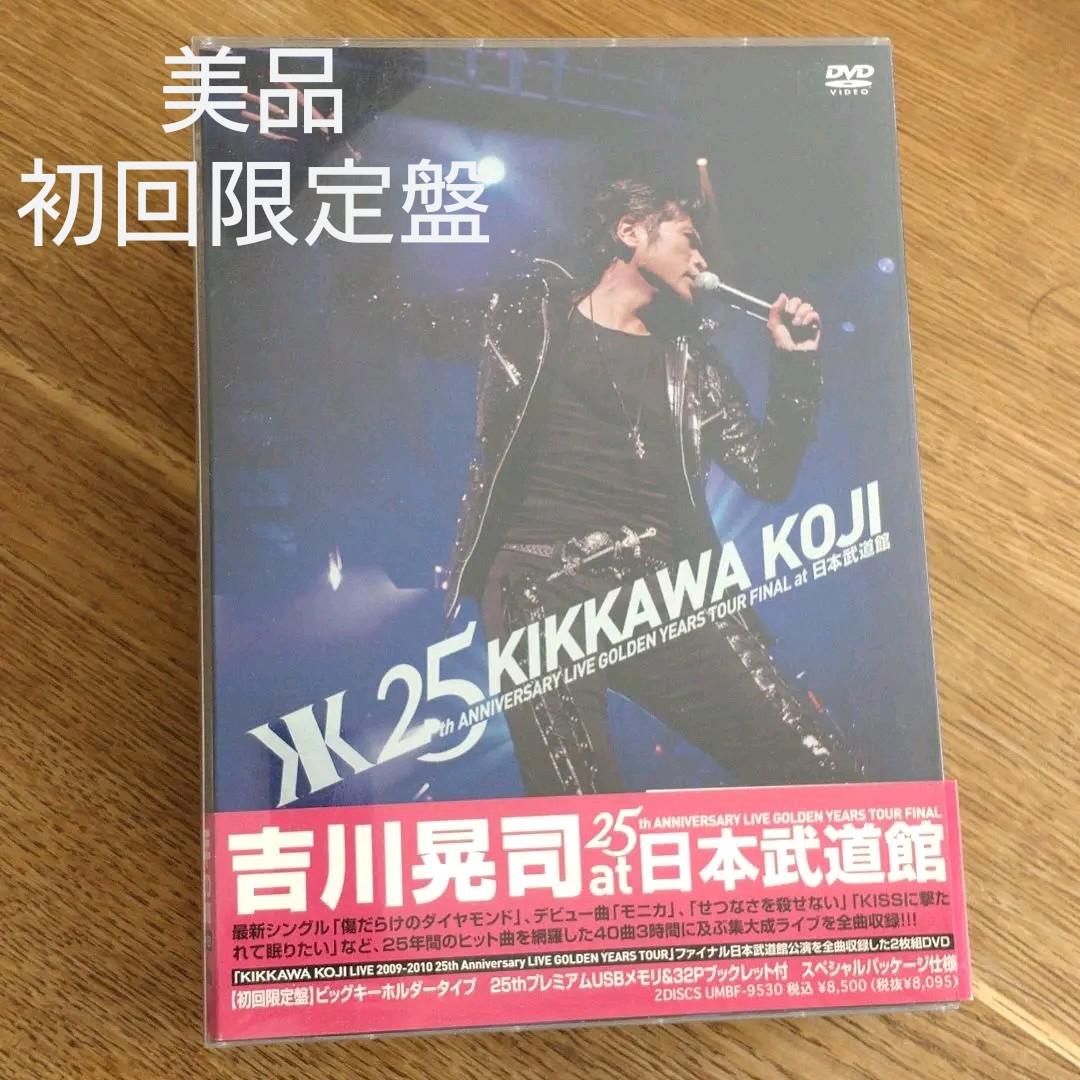 美品
初回限定盤
DVD
VIDEO
KK 25 KIKKAWA KOJI
th ANNIVERSARY LIVE GOLDEN YEARS TOUR FINAL at 日本武道館
25th ANNIVERSARY LIVE GOLDEN YEARS TOUR FINAL
吉川晃司 at 日本武道館
最新シングル「傷だらけのダイヤモンド」、デビュー曲「モニカ」、「せつなさを殺せない」「KISSに撃た
れて眠りたい」など、25年間のヒット曲を網羅した40曲3時間に及ぶ集大成ライブを全曲収録!!!
「KIKKAWA KOJI LIVE 2009-2010 25th Anniversary LIVE GOLDEN YEARS TOUR」ファイナル日本武道館公演を全曲収録した2枚組DVD
【初回限定盤】ビッグキーホルダータイプ 25thプレミアムUSBメモリ&32Pブックレット付 スペシャルパッケージ仕様
2DISCS UMBF-9530 税込 ¥8,500 (税抜¥8,095)